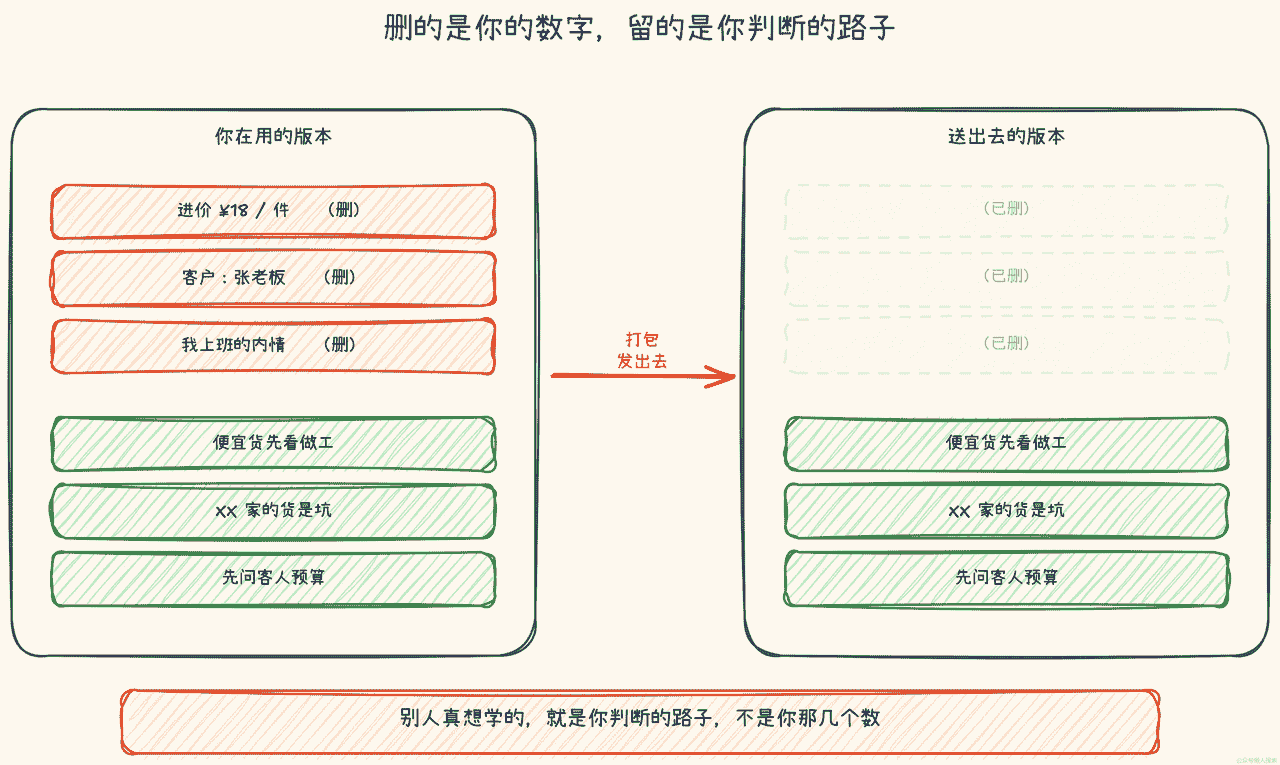 删的是你的数字，留的是你判断的路子
你在用的版本
进价 ¥18 / 件 （删）
客户：张老板 （删）
我上班的内情 （删）
便宜货先看做工
xx 家的货是坑
先问客人预算
打包
发出去
送出去的版本
（已删）
（已删）
（已删）
便宜货先看做工
xx 家的货是坑
先问客人预算
别人真想学的，就是你判断的路子，不是你那几个数